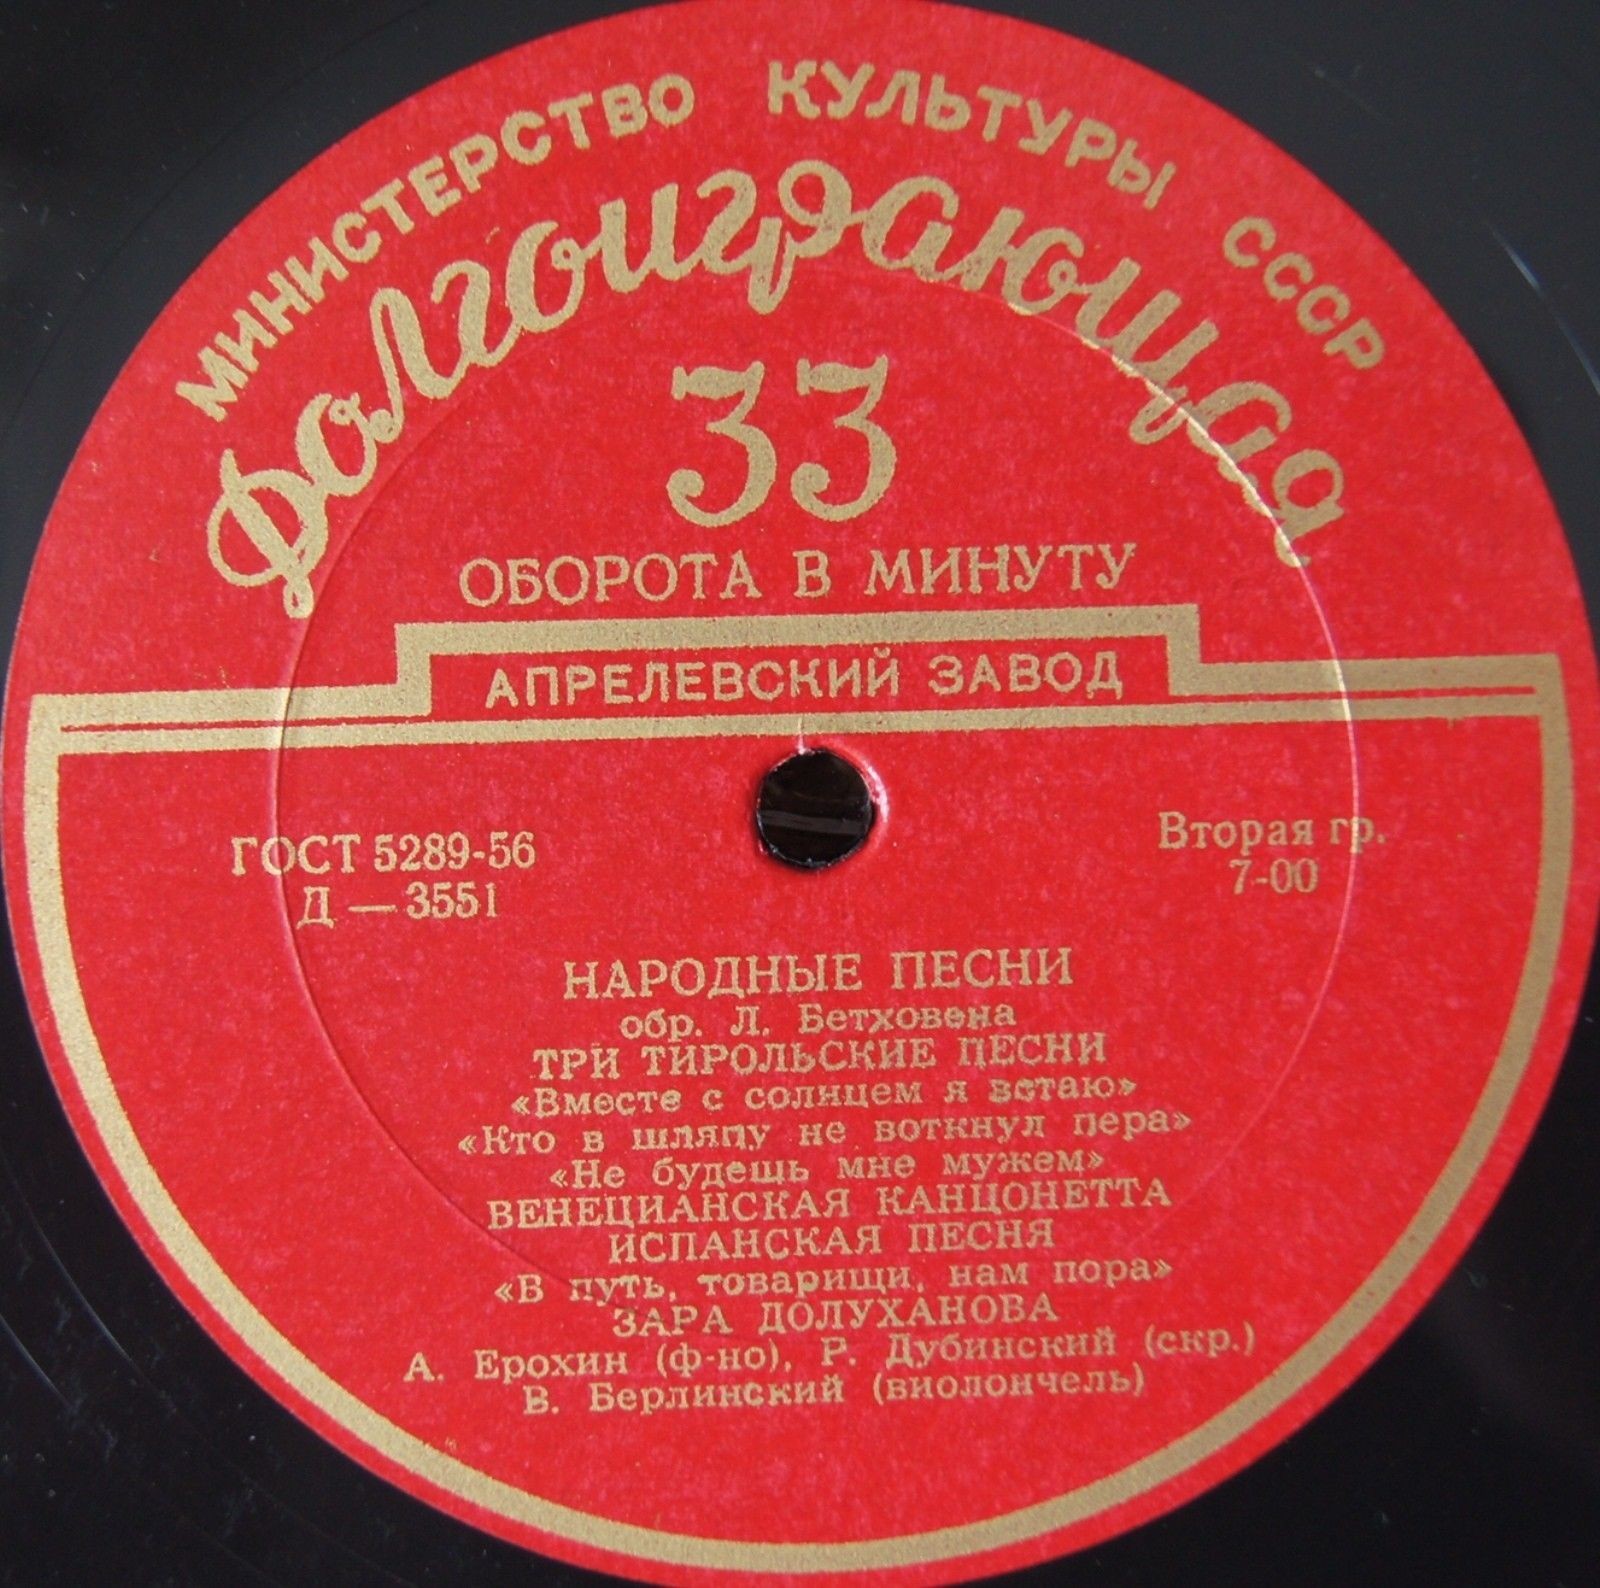 МИНИСТЕРСТВО КУЛЬТУРЫ СССР
Долгоиграющая
33
ОБОРОТА В МИНУТУ
АПРЕЛЕВСКИЙ ЗАВОД
ГОСТ 5289-56
Д — 3551
Вторая гр.
7-00
НАРОДНЫЕ ПЕСНИ
обр. Л. Бетховена
ТРИ ТИРОЛЬСКИЕ ПЕСНИ
«Вместе с солнцем я встаю»
«Кто в шляпу не воткнул пера»
«Не будешь мне мужем»
ВЕНЕЦИАНСКАЯ КАНЦОНЕТТА
ИСПАНСКАЯ ПЕСНЯ
«В путь, товарищи, нам пора»
ЗАРА ДОЛУХАНОВА
А. Ерохин (ф-но), Р. Дубинский (скр.)
В. Берлинский (виолончель)